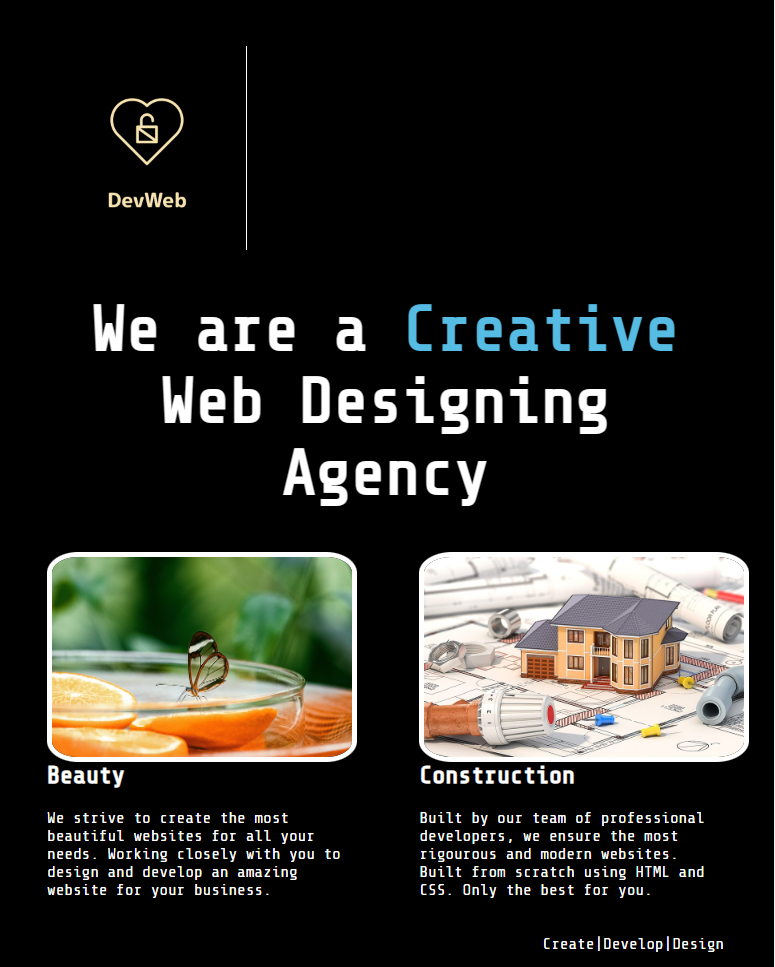 DevWeb
We are a Creative
Web Designing
Agency
Beauty
We strive to create the most
beautiful websites for all your
needs. Working closely with you to
design and develop an amazing
website for your business.
Construction
Built by our team of professional
developers, we ensure the most
rigourous and modern websites.
Built from scratch using HTML and
CSS. Only the best for you.
Create|Develop|Design